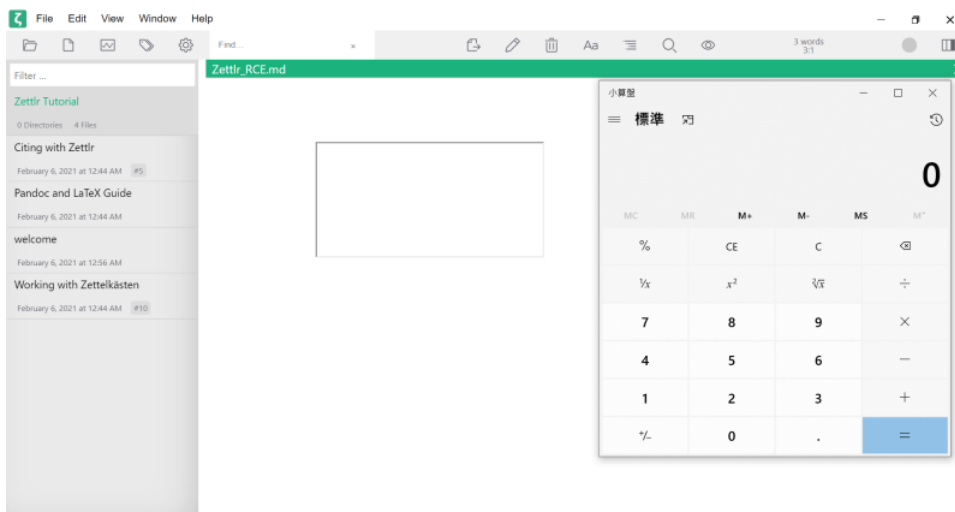 ζ File Edit View Window Help
Find... ×
Aa
3 words
3:1
Filter ...
Zettlr_RCE.md
Zettlr Tutorial
0 Directories 4 Files
Citing with Zettlr
February 6, 2021 at 12:44 AM #5
Pandoc and LaTeX Guide
February 6, 2021 at 12:44 AM
welcome
February 6, 2021 at 12:56 AM
Working with Zettelkästen
February 6, 2021 at 12:44 AM #10
小算盤
標準
0
MC MR M+ M- MS M˅
% CE C
¹/x x² ²√x ÷
7 8 9 ×
4 5 6 −
1 2 3 +
+/- 0 . =